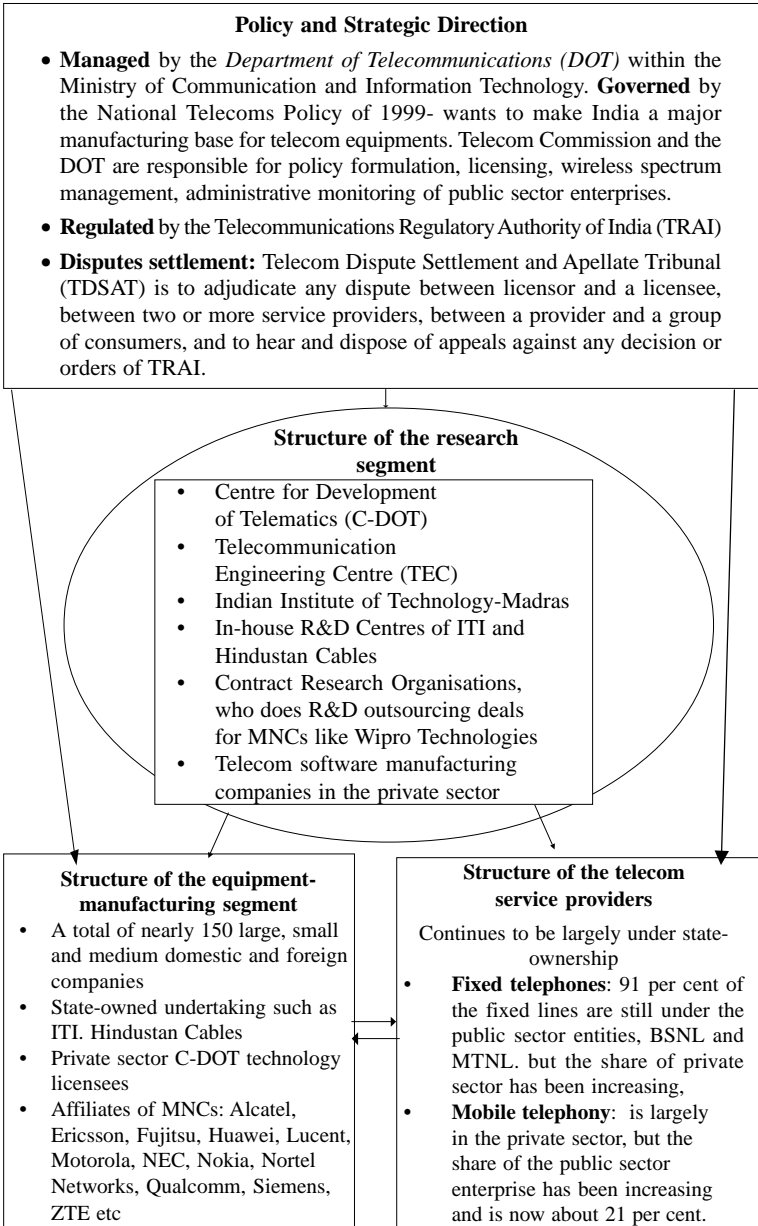 Policy and Strategic Direction
• Managed by the Department of Telecommunications (DOT) within the
Ministry of Communication and Information Technology. Governed by
the National Telecoms Policy of 1999- wants to make India a major
manufacturing base for telecom equipments. Telecom Commission and the
DOT are responsible for policy formulation, licensing, wireless spectrum
management, administrative monitoring of public sector enterprises.
• Regulated by the Telecommunications Regulatory Authority of India (TRAI)
• Disputes settlement: Telecom Dispute Settlement and Apellate Tribunal
(TDSAT) is to adjudicate any dispute between licensor and a licensee,
between two or more service providers, between a provider and a group
of consumers, and to hear and dispose of appeals against any decision or
orders of TRAI.
Structure of the research
segment
• Centre for Development
of Telematics (C-DOT)
• Telecommunication
Engineering Centre (TEC)
• Indian Institute of Technology-Madras
• In-house R&D Centres of ITI and
Hindustan Cables
• Contract Research Organisations,
who does R&D outsourcing deals
for MNCs like Wipro Technologies
• Telecom software manufacturing
companies in the private sector
Structure of the equipment-
manufacturing segment
• A total of nearly 150 large, small
and medium domestic and foreign
companies
• State-owned undertaking such as
ITI. Hindustan Cables
• Private sector C-DOT technology
licensees
• Affiliates of MNCs: Alcatel,
Ericsson, Fujitsu, Huawei, Lucent,
Motorola, NEC, Nokia, Nortel
Networks, Qualcomm, Siemens,
ZTE etc
Structure of the telecom
service providers
Continues to be largely under state-
ownership
• Fixed telephones: 91 per cent of
the fixed lines are still under the
public sector entities, BSNL and
MTNL. but the share of private
sector has been increasing,
• Mobile telephony: is largely
in the private sector, but the
share of the public sector
enterprise has been increasing
and is now about 21 per cent.